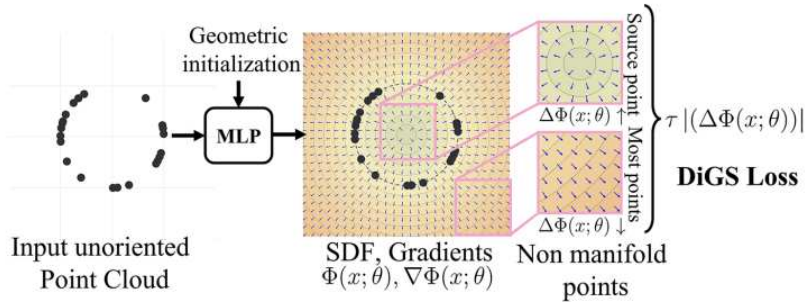 Geometric
initialization
MLP
Input unoriented
Point Cloud
SDF, Gradients
Φ(x; θ), ∇Φ(x; θ)
Source point
ΔΦ(x; θ) ↑
Most points
ΔΦ(x; θ) ↓
Non manifold
points
τ |(ΔΦ(x; θ))|
DiGS Loss